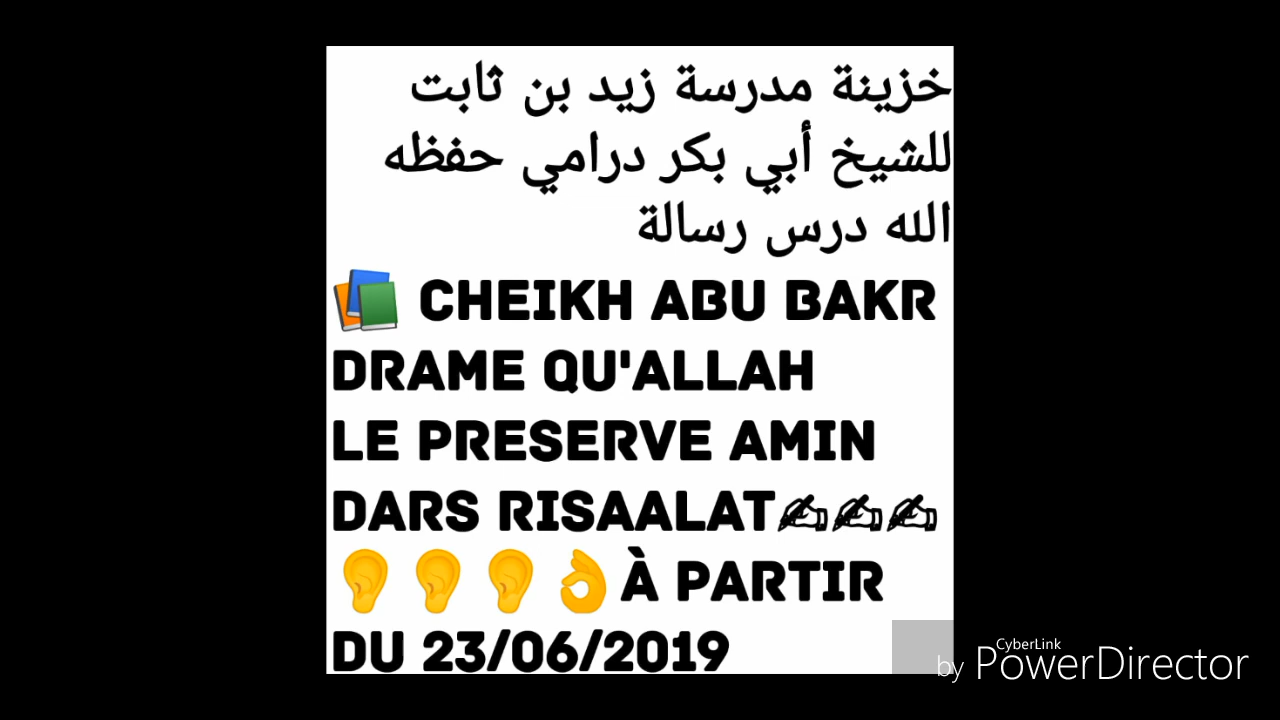 خزينة مدرسة زيد بن ثابت
للشيخ أبي بكر درامي حفظه
الله درس رسالة
📚 CHEIKH ABU BAKR
DRAME QU'ALLAH
LE PRESERVE AMIN
DARS RISAALAT✍✍✍
👂👂👂👌À PARTIR
DU 23/06/2019
CyberLink
by PowerDirector